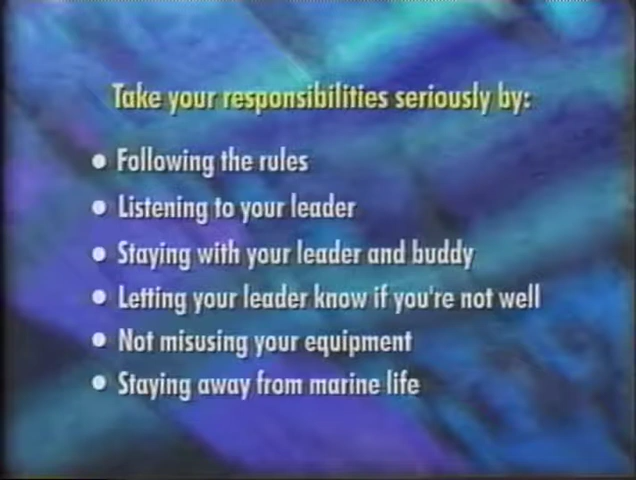 Take your responsibilities seriously by:
• Following the rules
• Listening to your leader
• Staying with your leader and buddy
• Letting your leader know if you're not well
• Not misusing your equipment
• Staying away from marine life